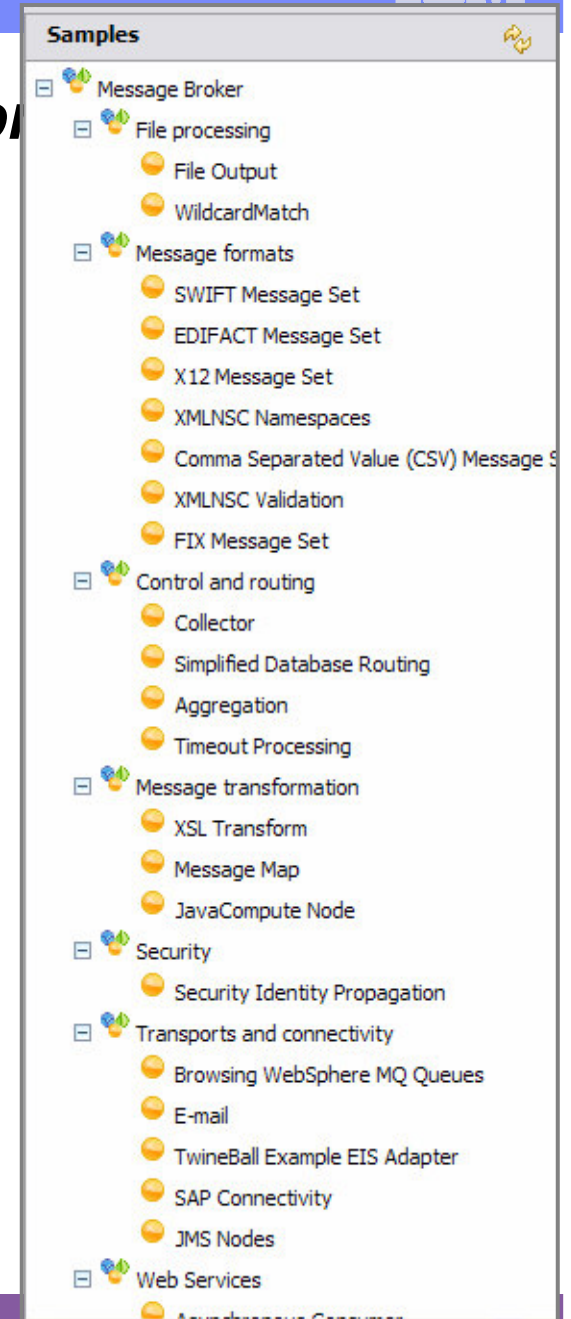 Samples
Message Broker
File processing
File Output
WildcardMatch
Message formats
SWIFT Message Set
EDIFACT Message Set
X12 Message Set
XMLNSC Namespaces
Comma Separated Value (CSV) Message S
XMLNSC Validation
FIX Message Set
Control and routing
Collector
Simplified Database Routing
Aggregation
Timeout Processing
Message transformation
XSL Transform
Message Map
JavaCompute Node
Security
Security Identity Propagation
Transports and connectivity
Browsing WebSphere MQ Queues
E-mail
TwineBall Example EIS Adapter
SAP Connectivity
JMS Nodes
Web Services
Asynchronous Consumer